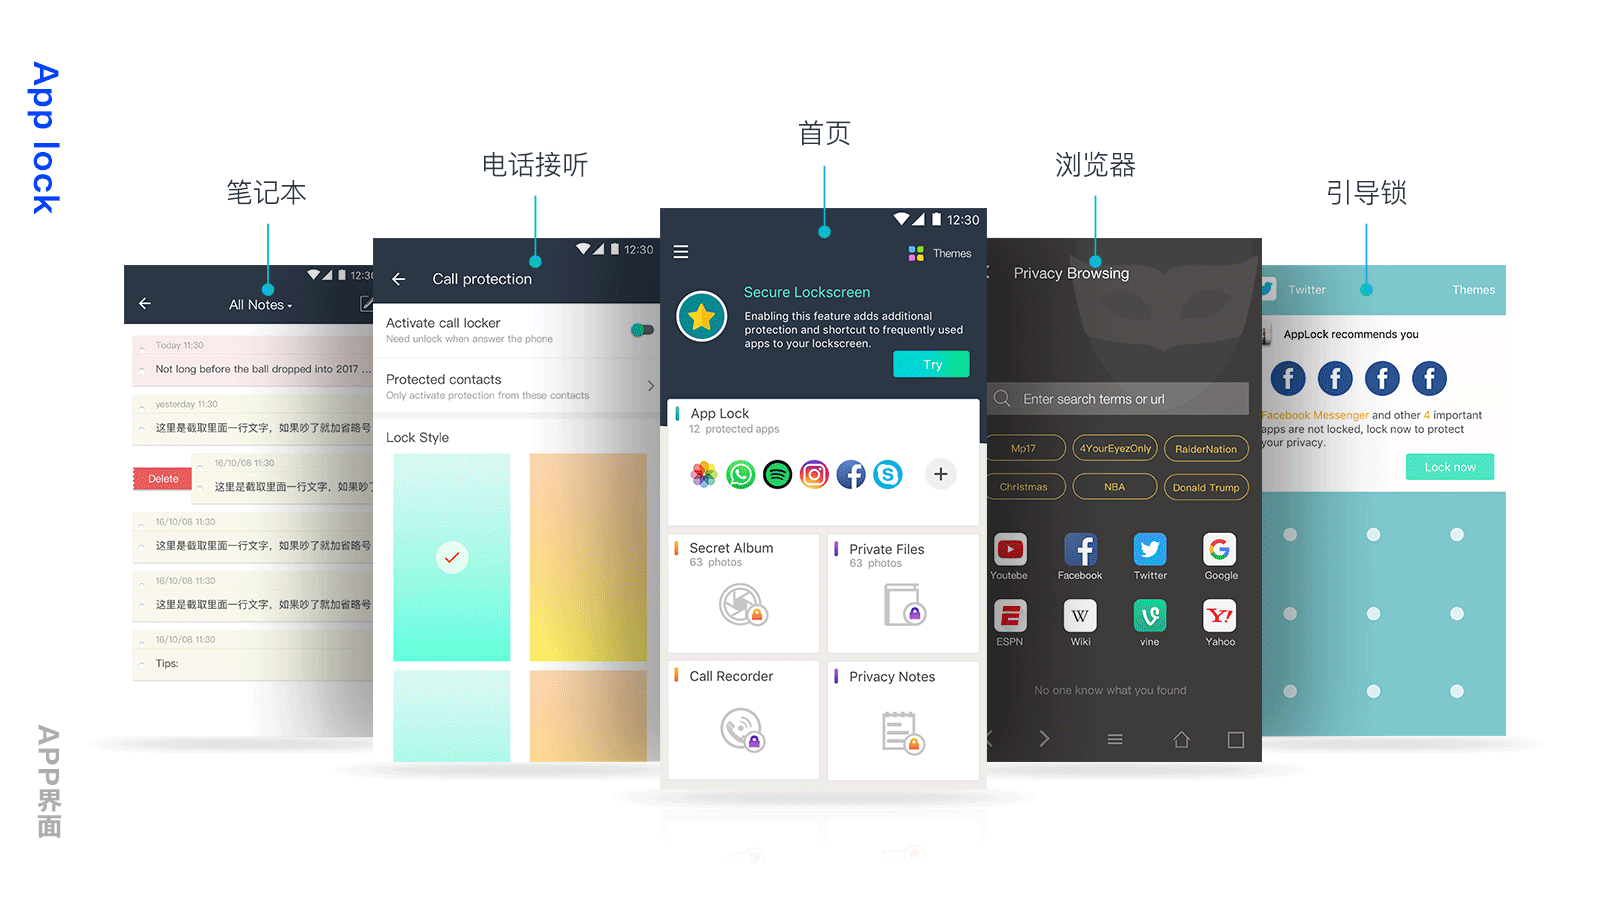 App lock
APP界面
笔记本
电话接听
首页
浏览器
引导锁
12:30
All Notes
Today 11:30
Not long before the ball dropped into 2017 ...
yesterday 11:30
这里是截取里面一行文字，如果吵了就加省略号
Delete
16/10/08 11:30
这里是截取里面一行文字，如果吵
16/10/08 11:30
这里是截取里面一行文字，如果吵了就加省略号
16/10/08 11:30
这里是截取里面一行文字，如果吵了就加省略号
16/10/08 11:30
Tips:
12:30
Call protection
Activate call locker
Need unlock when answer the phone
Protected contacts
Only activate protection from these contacts
Lock Style
12:30
Themes
Secure Lockscreen
Enabling this feature adds additional
protection and shortcut to frequently used
apps to your lockscreen.
Try
App Lock
12 protected apps
Secret Album
63 photos
Private Files
63 photos
Call Recorder
Privacy Notes
Privacy Browsing
Enter search terms or url
Mp17
4YourEyezOnly
RaiderNation
Christmas
NBA
Donald Trump
Youtebe
Facebook
Twitter
Google
ESPN
W
Wiki
vine
Y!
Yahoo
No one know what you found
Twitter
Themes
AppLock recommends you
Facebook Messenger and other 4 important
apps are not locked, lock now to protect
your privacy.
Lock now